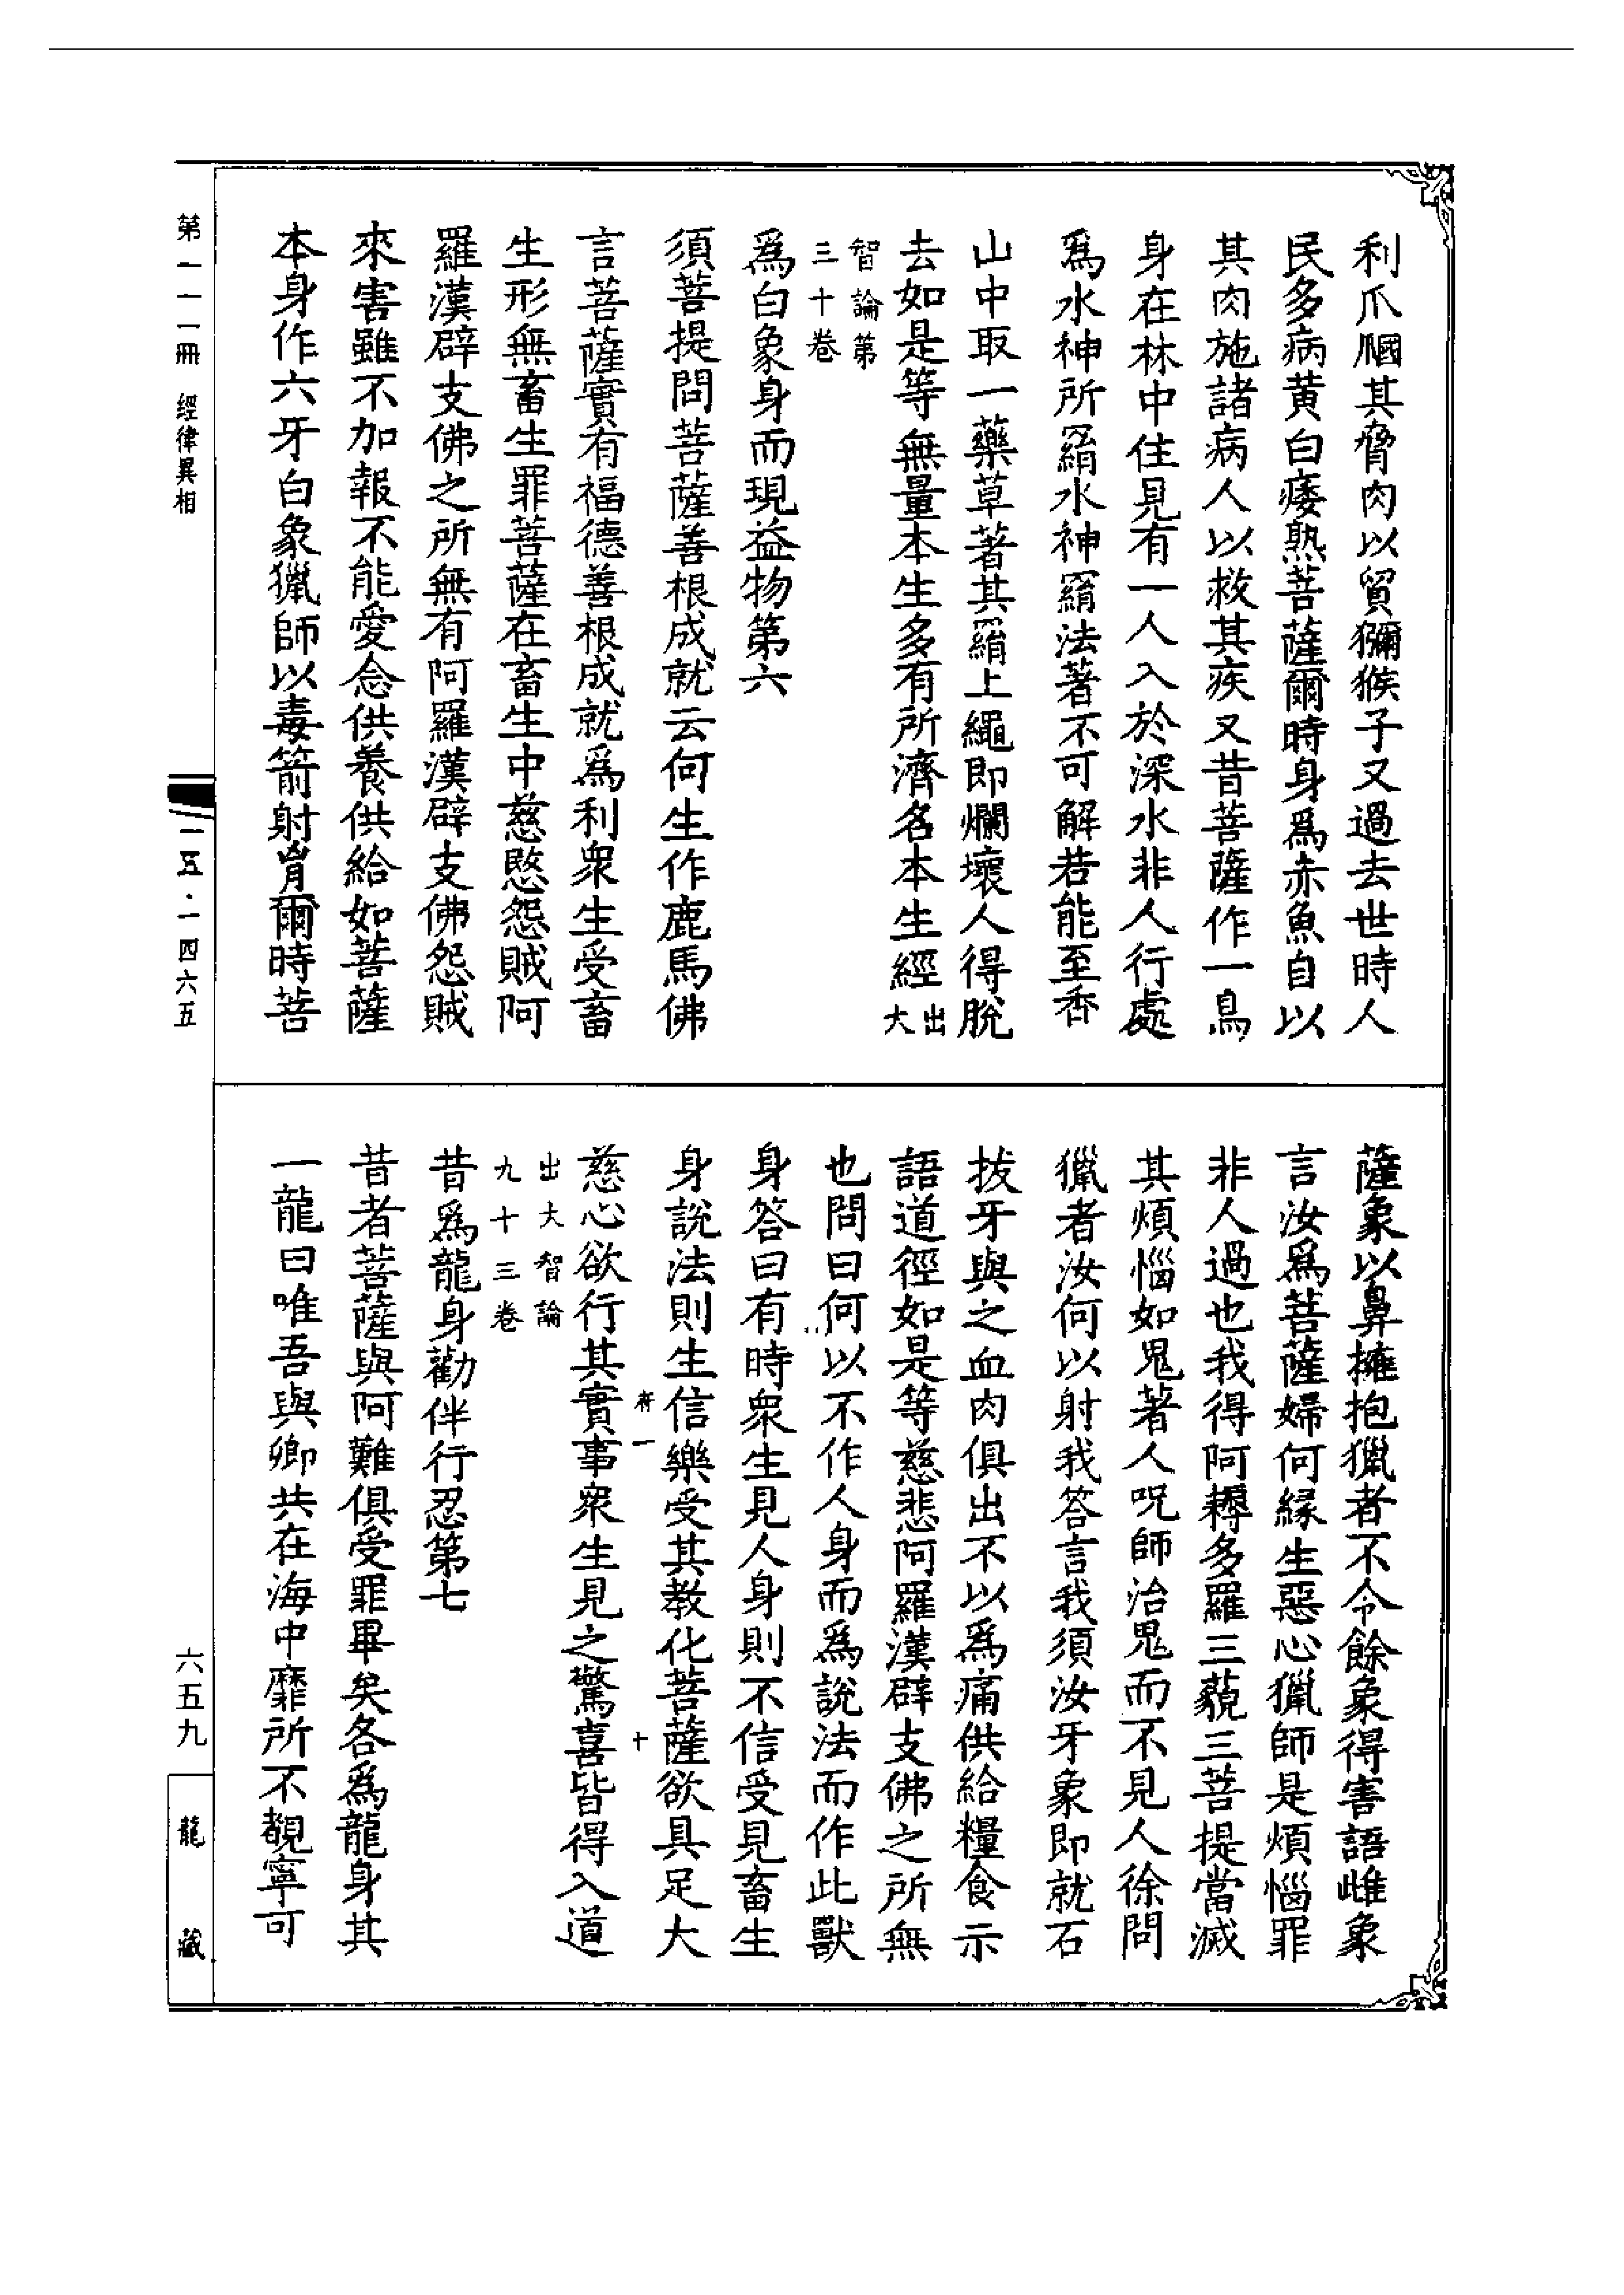 利爪膕其脅肉以貿獼猴子又過去世時人
民多病黄白痿熟菩薩爾時身爲赤魚自以
其肉施諸病人以救其疾又昔菩薩作一鳥
身在林中住見有一人入於深水非人行處
爲水神所羂水神羂法著不可解若能至香
山中取一藥草著其羂上繩即爛壞人得脫
去如是等無量本生多有所濟名本生經出大
智論第
三十卷
爲白象身而現益物第六
須菩提問菩薩善根成就云何生作鹿馬佛
言菩薩實有福德善根成就爲利衆生受畜
生形無畜生罪菩薩在畜生中慈愍怨賊阿
羅漢辟支佛之所無有阿羅漢辟支佛怨賊
來害雖不加報不能愛念供養供給如菩薩
本身作六牙白象獵師以毒箭射胷爾時菩
薩象以鼻擁抱獵者不令餘象得害語雌象
言汝爲菩薩婦何緣生惡心獵師是煩惱罪
非人過也我得阿耨多羅三藐三菩提當滅
其煩惱如鬼著人呪師治鬼而不見人徐問
獵者汝何以射我答言我須汝牙象即就石
拔牙與之血肉俱出不以爲痛供給糧食示
語道徑如是等慈悲阿羅漢辟支佛之所無
也問曰何以不作人身而爲說法而作此獸
身答曰有時衆生見人身則不信受見畜生
身說法則生信樂受其教化菩薩欲具足大
一 十
慈心欲行其實事衆生見之驚喜皆得入道
出大智論
九十三卷
昔爲龍身勸伴行忍第七
昔者菩薩與阿難俱受罪畢矣各爲龍身其
一龍曰唯吾與卿共在海中靡所不覩寧可
第一一一冊 經律異相
一一五·一四六五
六五九
龍藏